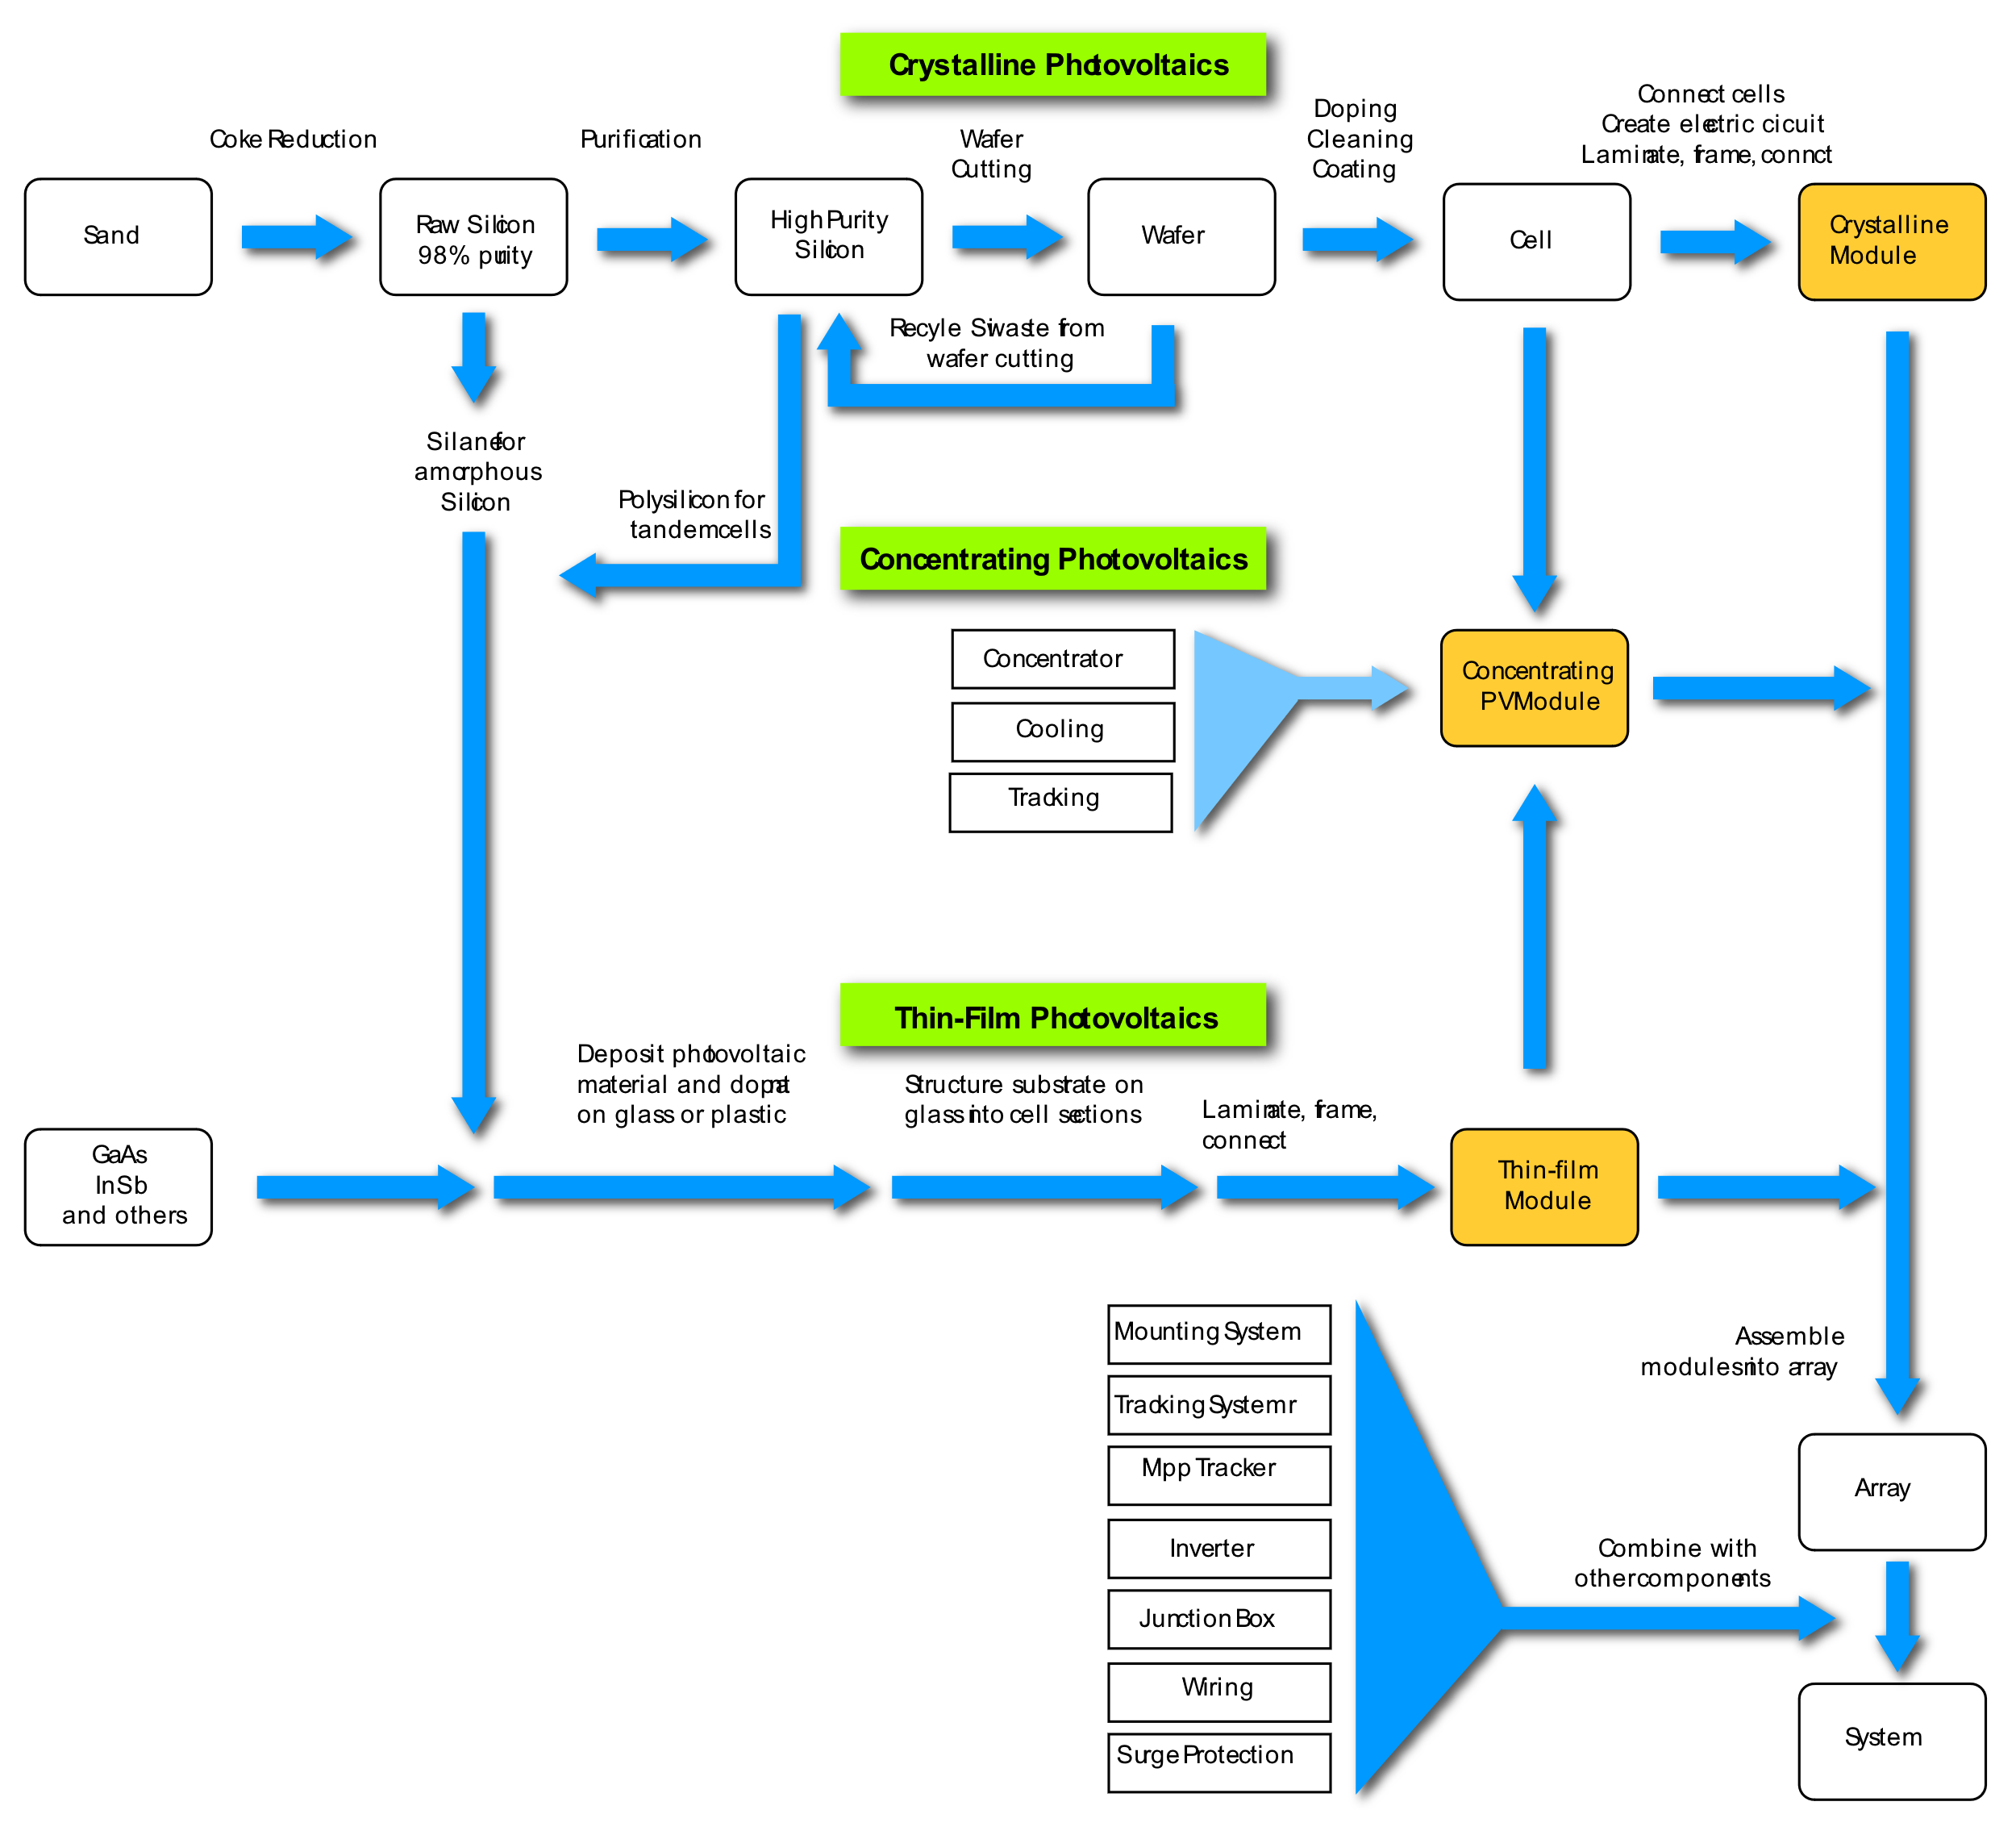 Crystalline Photovoltaics
Coke Reduction
Purification
Wafer
Cutting
Doping
Cleaning
Coating
Connect cells
Create electric cicuit
Laminate, frame, connct
Sand
Raw Silicon
98% purity
High Purity
Silicon
Wafer
Cell
Crystalline
Module
Recyle Si waste from
wafer cutting
Silane for
amorphous
Silicon
Polysilicon for
tandem cells
Concentrating Photovoltaics
Concentrator
Cooling
Tracking
Concentrating
PV Module
Thin-Film Photovoltaics
Deposit photovoltaic
material and dopant
on glass or plastic
Structure substrate on
glass into cell sections
Laminate, frame,
connect
GaAs
InSb
and others
Thin-film
Module
Mounting System
Tracking Systemr
Mpp Tracker
Inverter
Junction Box
Wiring
Surge Protection
Assemble
modules into array
Array
Combine with
other components
System